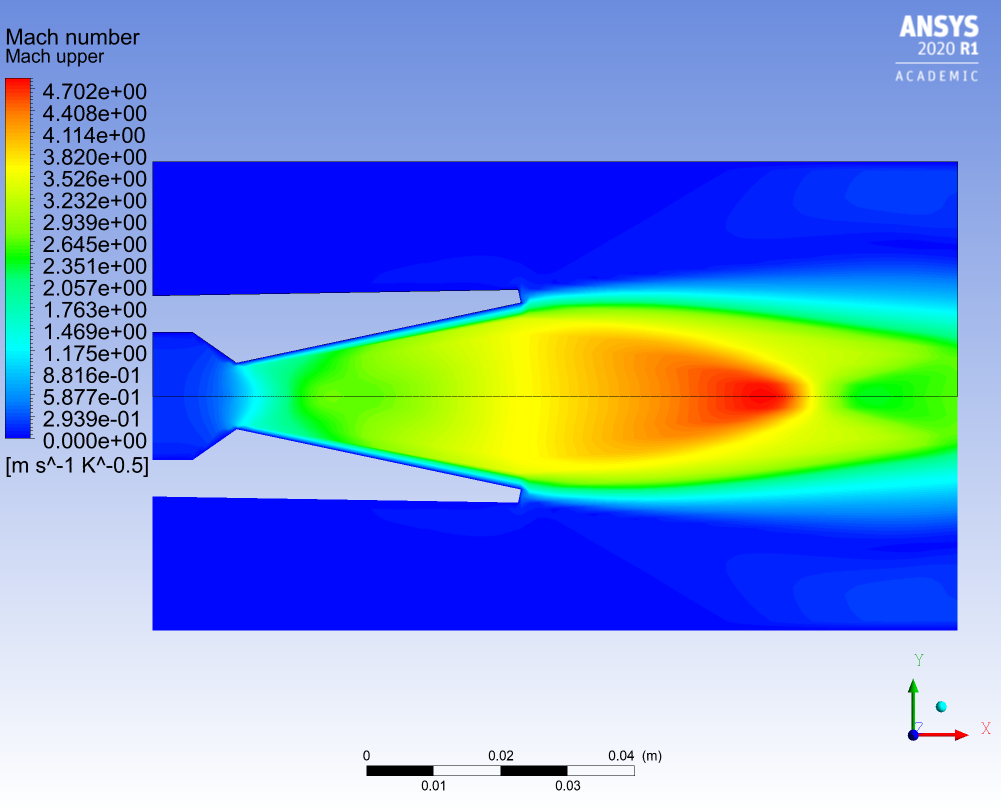 Mach number
Mach upper
ANSYS
2020 R1
ACADEMIC
4.702e+00
4.408e+00
4.114e+00
3.820e+00
3.526e+00
3.232e+00
2.939e+00
2.645e+00
2.351e+00
2.057e+00
1.763e+00
1.469e+00
1.175e+00
8.816e-01
5.877e-01
2.939e-01
0.000e+00
[m s^-1 K^-0.5]
Y
Z
X
0 0.02 0.04 (m)
0.01 0.03